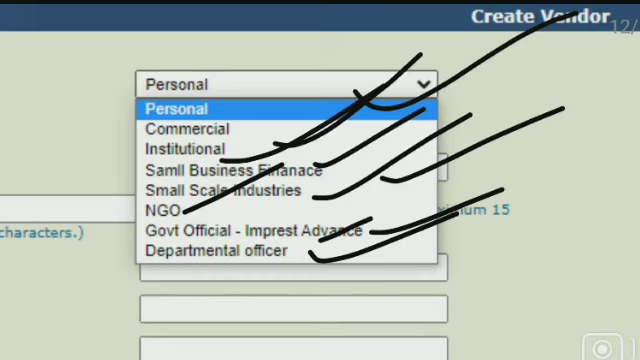 Create Vendor
12/
Personal
Personal
Commercial
Institutional
Samll Business Finanace
Small Scale Industries
NGO
15
characters.)
Govt Official - Imprest Advance
Departmental officer